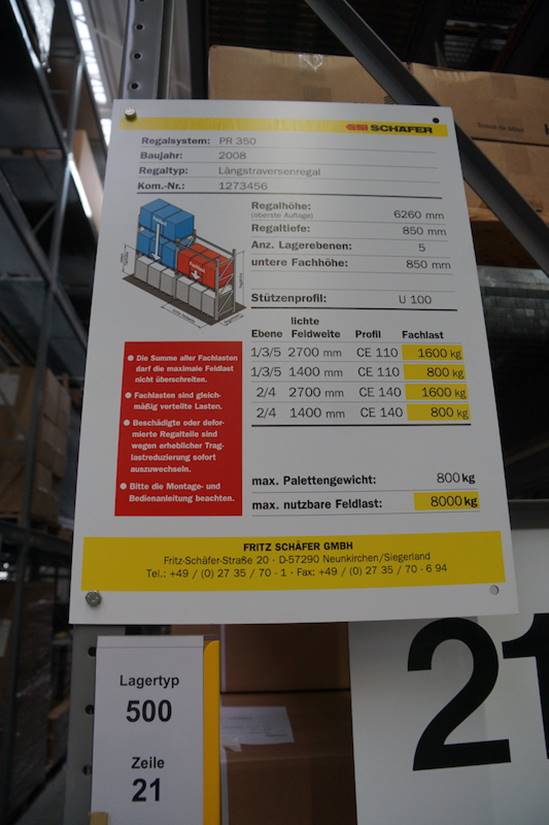 SSI SCHÄFER
Regalsystem: PR 350
Baujahr: 2008
Regaltyp: Längstraversenregal
Kom.-Nr.: 1273456
Regalhöhe:
(oberste Auflage) 6260 mm
Regaltiefe: 850 mm
Anz. Lagerebenen: 5
untere Fachhöhe: 850 mm
Stützenprofil: U 100
lichte
Ebene Feldweite Profil Fachlast
1/3/5 2700 mm CE 110 1600 kg
1/3/5 1400 mm CE 110 800 kg
2/4 2700 mm CE 140 1600 kg
2/4 1400 mm CE 140 800 kg
Die Summe aller Fachlasten
darf die maximale Feldlast
nicht überschreiten.
Fachlasten sind gleich-
mäßig verteilte Lasten.
Beschädigte oder defor-
mierte Regalteile sind
wegen erheblicher Trag-
lastreduzierung sofort
auszuwechseln.
Bitte die Montage- und
Bedienanleitung beachten.
max. Palettengewicht: 800 kg
max. nutzbare Feldlast: 8000 kg
FRITZ SCHÄFER GMBH
Fritz-Schäfer-Straße 20 · D-57290 Neunkirchen/Siegerland
Tel.: +49 / (0) 27 35 / 70 - 1 · Fax: +49 / (0) 27 35 / 70 - 6 94
Lagertyp
500
Zeile
21
21